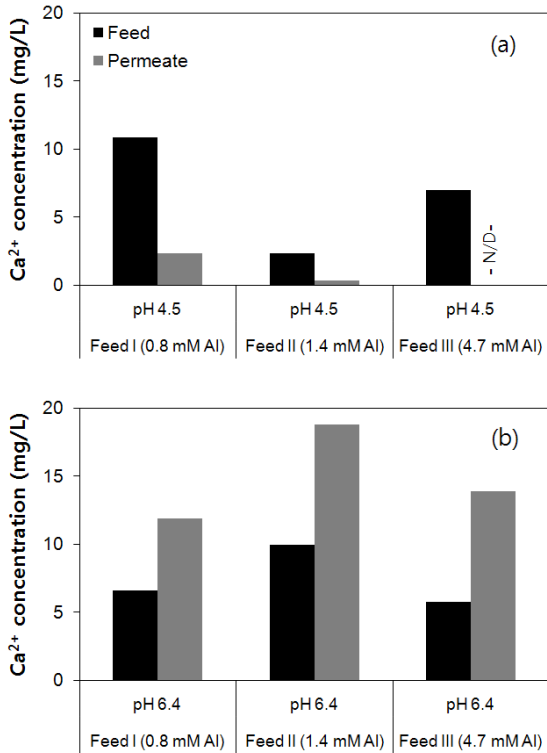 Ca²⁺ concentration (mg/L)
20
15
10
5
0
Feed
Permeate
(a)
- N/D-
pH 4.5
pH 4.5
pH 4.5
Feed I (0.8 mM Al)
Feed II (1.4 mM Al)
Feed III (4.7 mM Al)
Ca²⁺ concentration (mg/L)
20
15
10
5
0
(b)
pH 6.4
pH 6.4
pH 6.4
Feed I (0.8 mM Al)
Feed II (1.4 mM Al)
Feed III (4.7 mM Al)